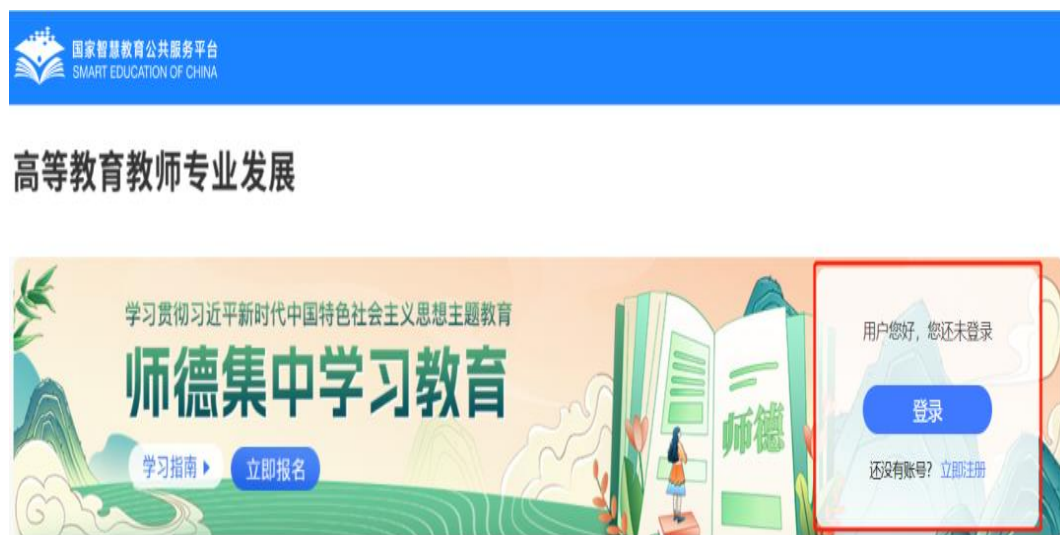 国家智慧教育公共服务平台
SMART EDUCATION OF CHINA
高等教育教师专业发展
学习贯彻习近平新时代中国特色社会主义思想主题教育
师德集中学习教育
学习指南
立即报名
师德
用户您好，您还未登录
登录
还没有账号？ 立即注册